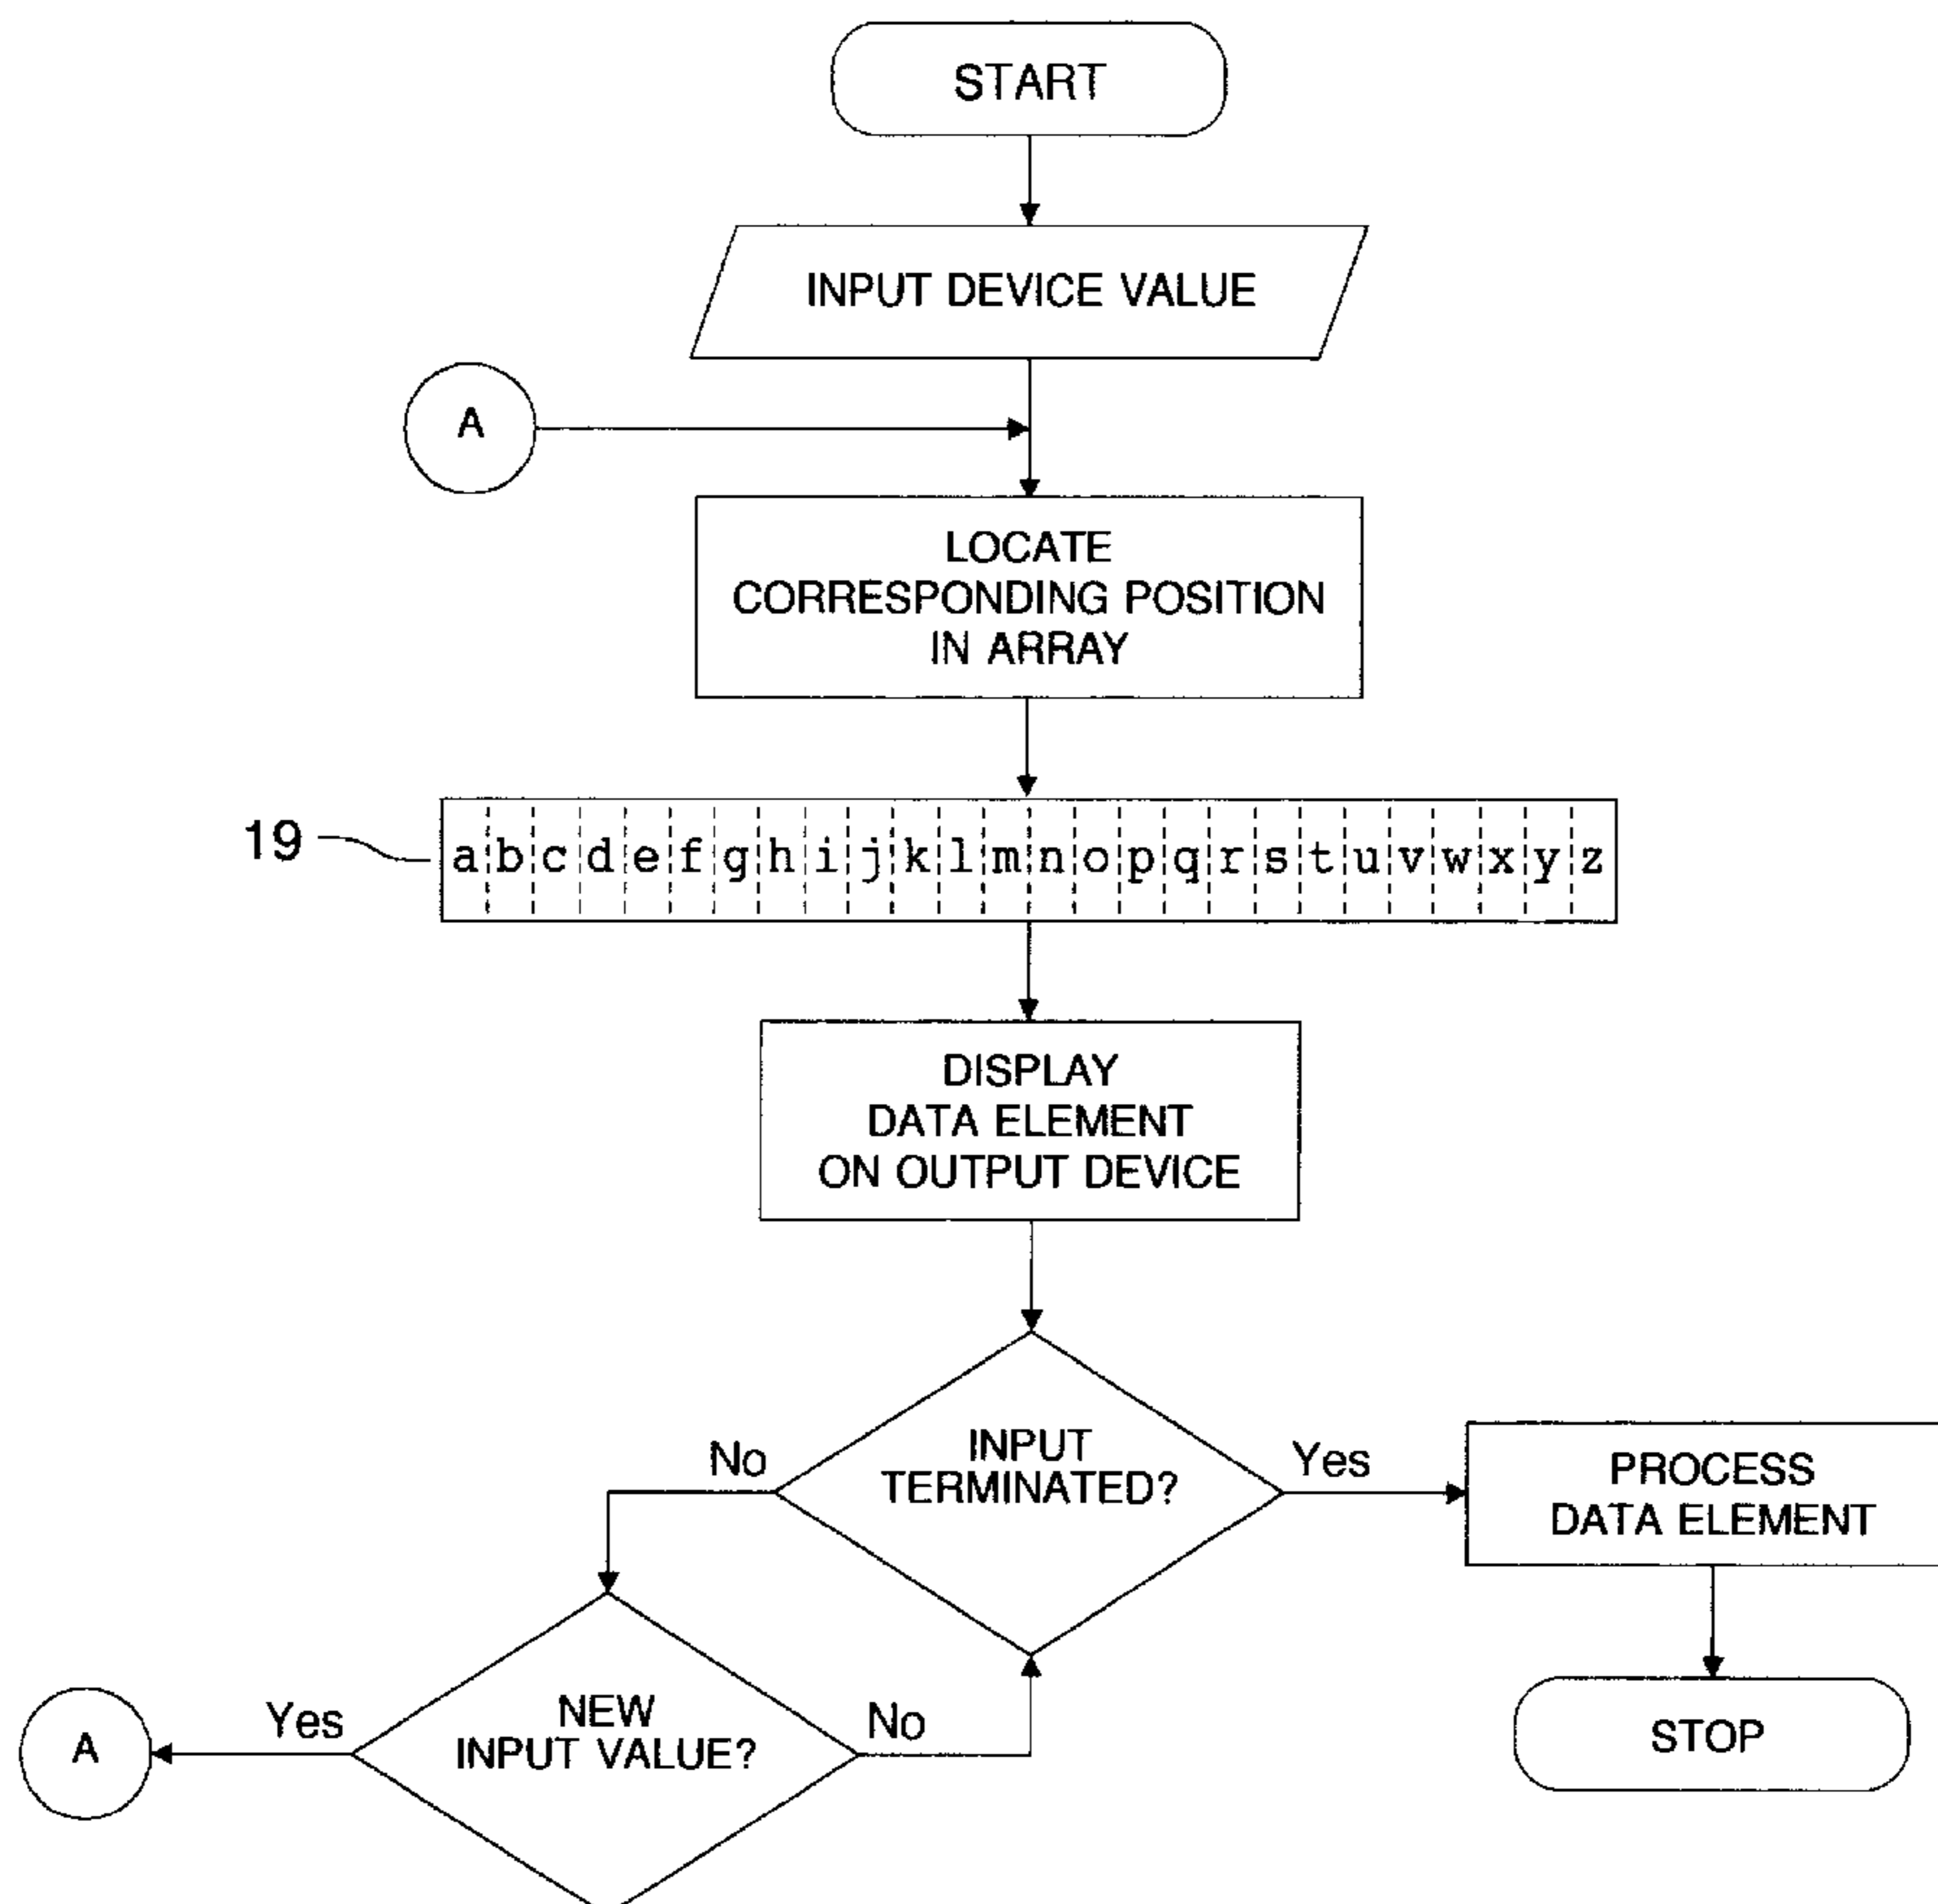 START
INPUT DEVICE VALUE
A
LOCATE
CORRESPONDING POSITION
IN ARRAY
19
a b c d e f g h i j k l m n o p q r s t u v w x y z
DISPLAY
DATA ELEMENT
ON OUTPUT DEVICE
INPUT
TERMINATED?
No
Yes
PROCESS
DATA ELEMENT
NEW
INPUT VALUE?
Yes
No
A
STOP